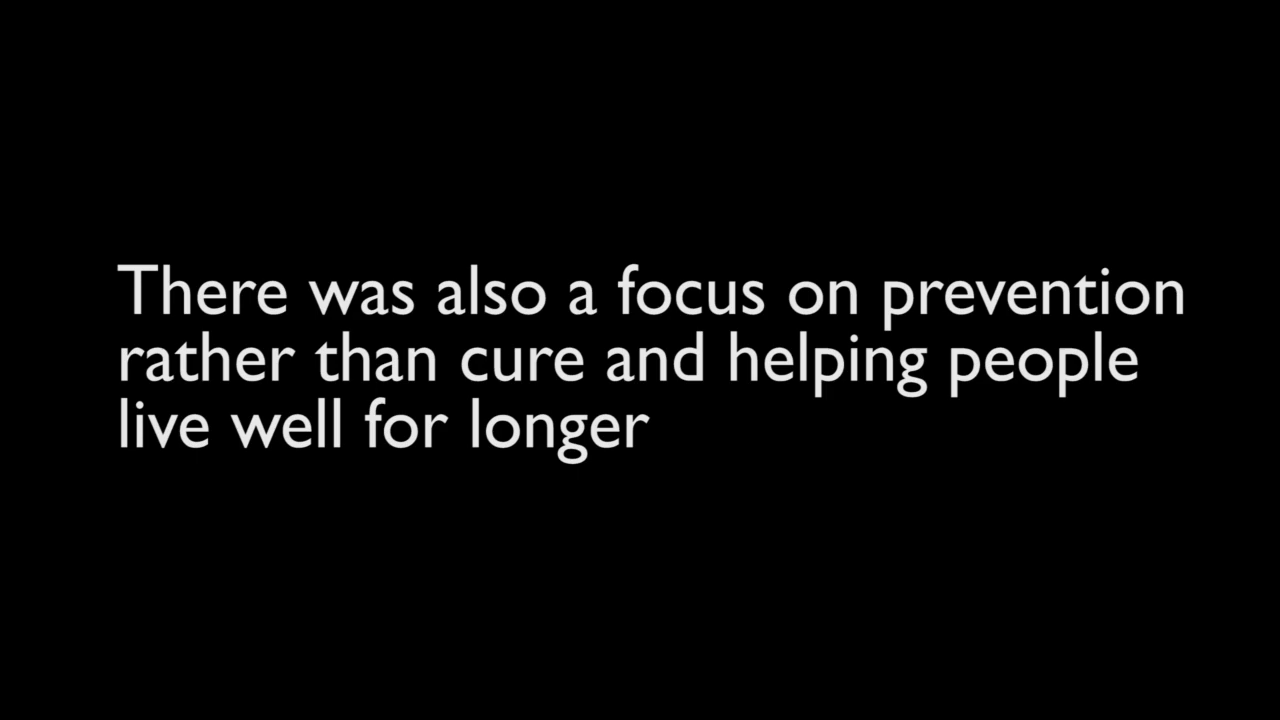 There was also a focus on prevention
rather than cure and helping people
live well for longer